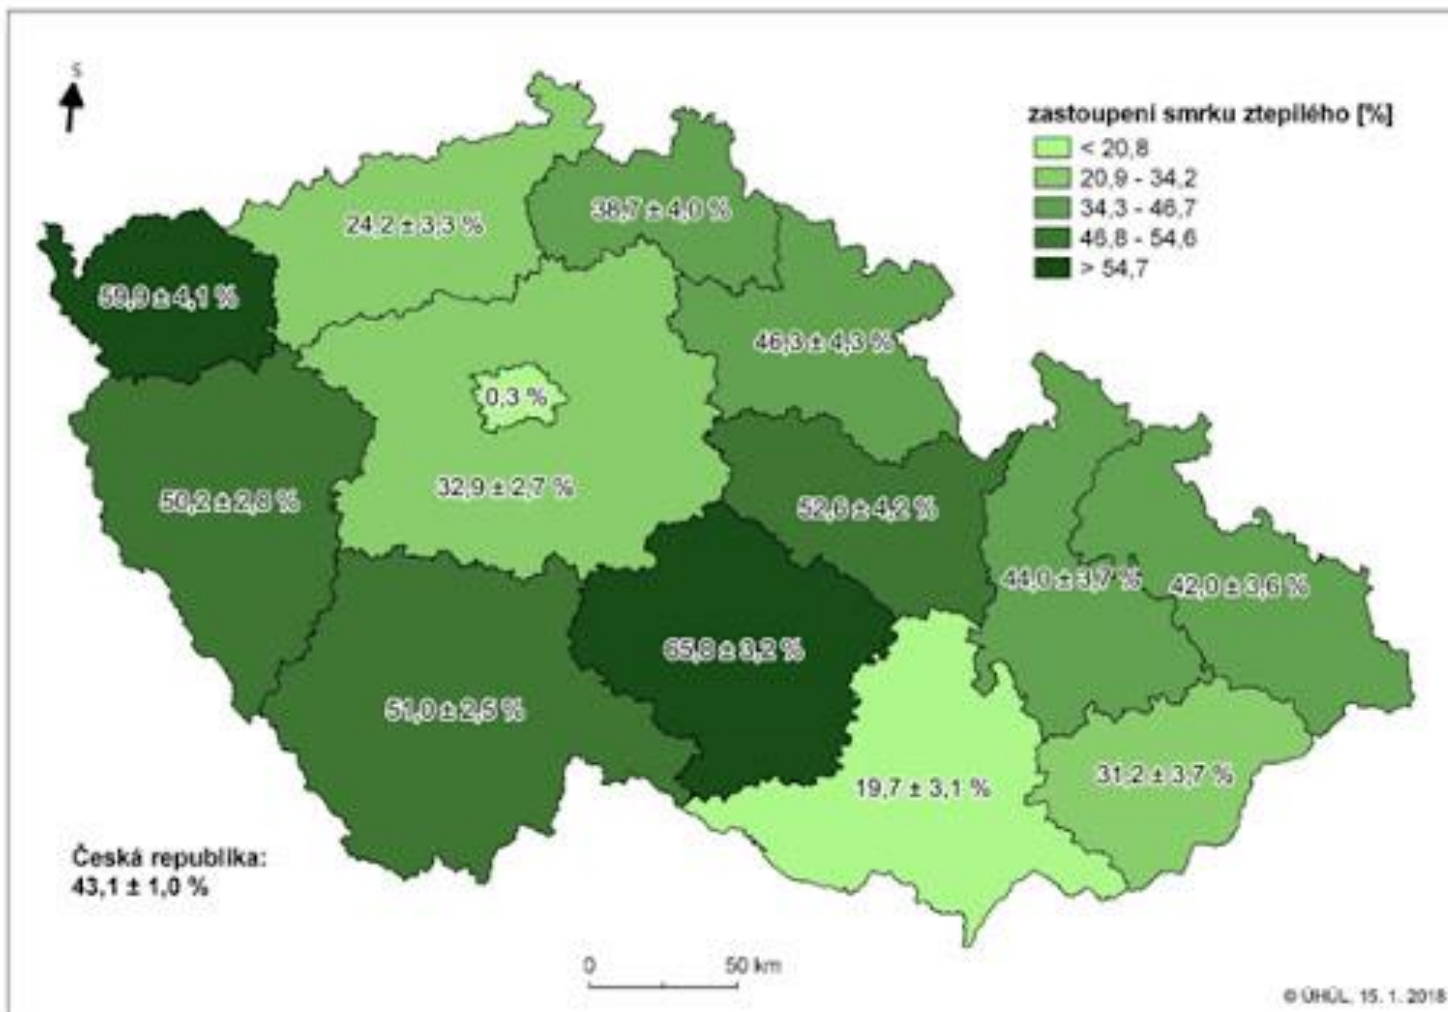 S
zastoupení smrku ztepilého [%]
< 20,8
20,9 - 34,2
34,3 - 46,7
46,8 - 54,6
> 54,7
24,2 ± 3,3 %
38,7 ± 4,0 %
59,9 ± 4,1 %
46,3 ± 4,3 %
0,3 %
32,9 ± 2,7 %
50,2 ± 2,8 %
52,6 ± 4,2 %
44,0 ± 3,7 %
42,0 ± 3,6 %
65,8 ± 3,2 %
51,0 ± 2,5 %
31,2 ± 3,7 %
19,7 ± 3,1 %
Česká republika:
43,1 ± 1,0 %
0 50 km
© ÚHÚL, 15. 1. 2018